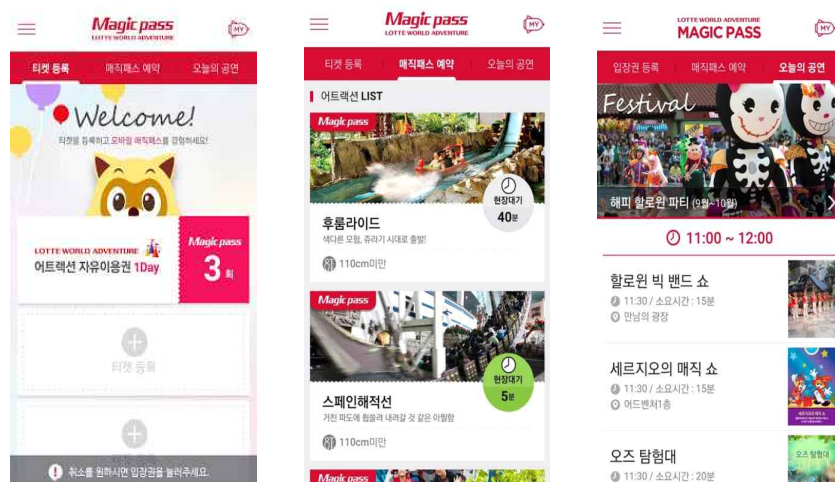 Magic pass
LOTTE WORLD ADVENTURE
MY
티켓 등록
매직패스 예약
오늘의 공연
Welcome!
티켓을 등록하고 모바일 매직패스를 경험하세요!
LOTTE WORLD ADVENTURE
어트랙션 자유이용권 1Day
Magic pass
3 회
티켓 등록
취소를 원하시면 입장권을 눌러주세요.
Magic pass
LOTTE WORLD ADVENTURE
MY
티켓 등록
매직패스 예약
오늘의 공연
어트랙션 LIST
Magic pass
현장대기
40분
후룸라이드
색다른 모험, 쥬라기 시대로 출발!
110cm미만
Magic pass
현장대기
5분
스페인해적선
거친 파도에 휩쓸려 내려갈 것 같은 아찔함
110cm미만
Magic pass
LOTTE WORLD ADVENTURE
MAGIC PASS
MY
입장권 등록
매직패스 예약
오늘의 공연
Festival
해피 할로윈 파티 (9월~10월)
11:00 ~ 12:00
할로윈 빅 밴드 쇼
11:30 / 소요시간 : 15분
만남의 광장
세르지오의 매직 쇼
11:30 / 소요시간 : 15분
어드벤처1층
오즈 탐험대
11:30 / 소요시간 : 20분
오즈 탐험대